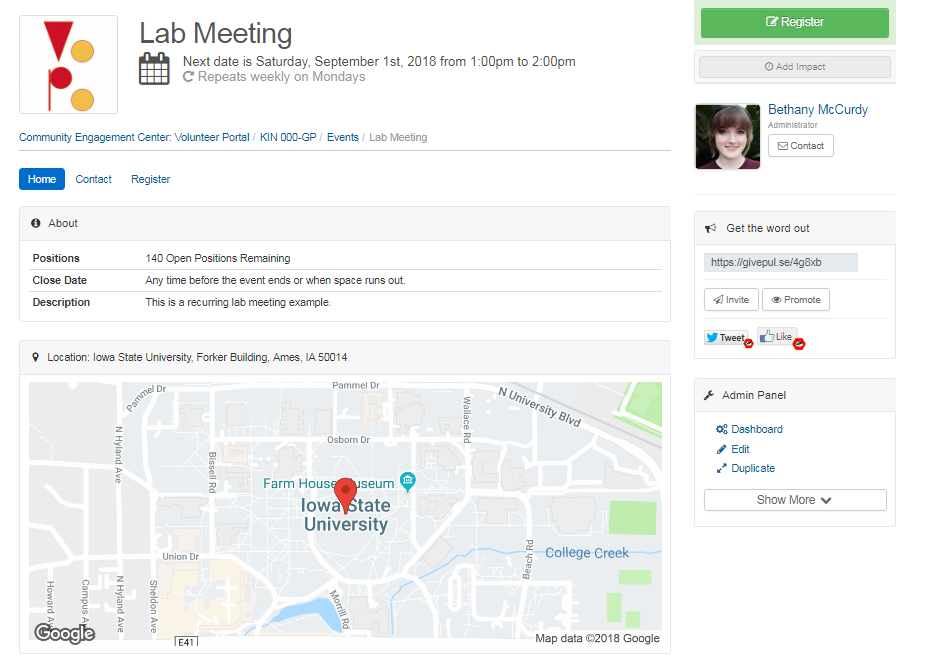 Lab Meeting
Next date is Saturday, September 1st, 2018 from 1:00pm to 2:00pm
Repeats weekly on Mondays
Community Engagement Center: Volunteer Portal / KIN 000-GP / Events / Lab Meeting
Home Contact Register
About
Positions 140 Open Positions Remaining
Close Date Any time before the event ends or when space runs out.
Description This is a recurring lab meeting example.
Location: Iowa State University, Forker Building, Ames, IA 50014
Pammel Dr
Pammel Dr
N University Blvd
Wallace Rd
N Hyland Ave
Osborn Dr
Bissell Rd
Farm House Museum
Iowa State
University
Union Dr
College Creek
Beach Rd
Howard Av
Campus Av
N Hyland Ave
Sheldon Ave
Morrill Rd
Google
E41
Map data ©2018 Google
Register
Add Impact
Bethany McCurdy
Administrator
Contact
Get the word out
https://givepul.se/4g8xb
Invite Promote
Tweet Like
Admin Panel
Dashboard
Edit
Duplicate
Show More